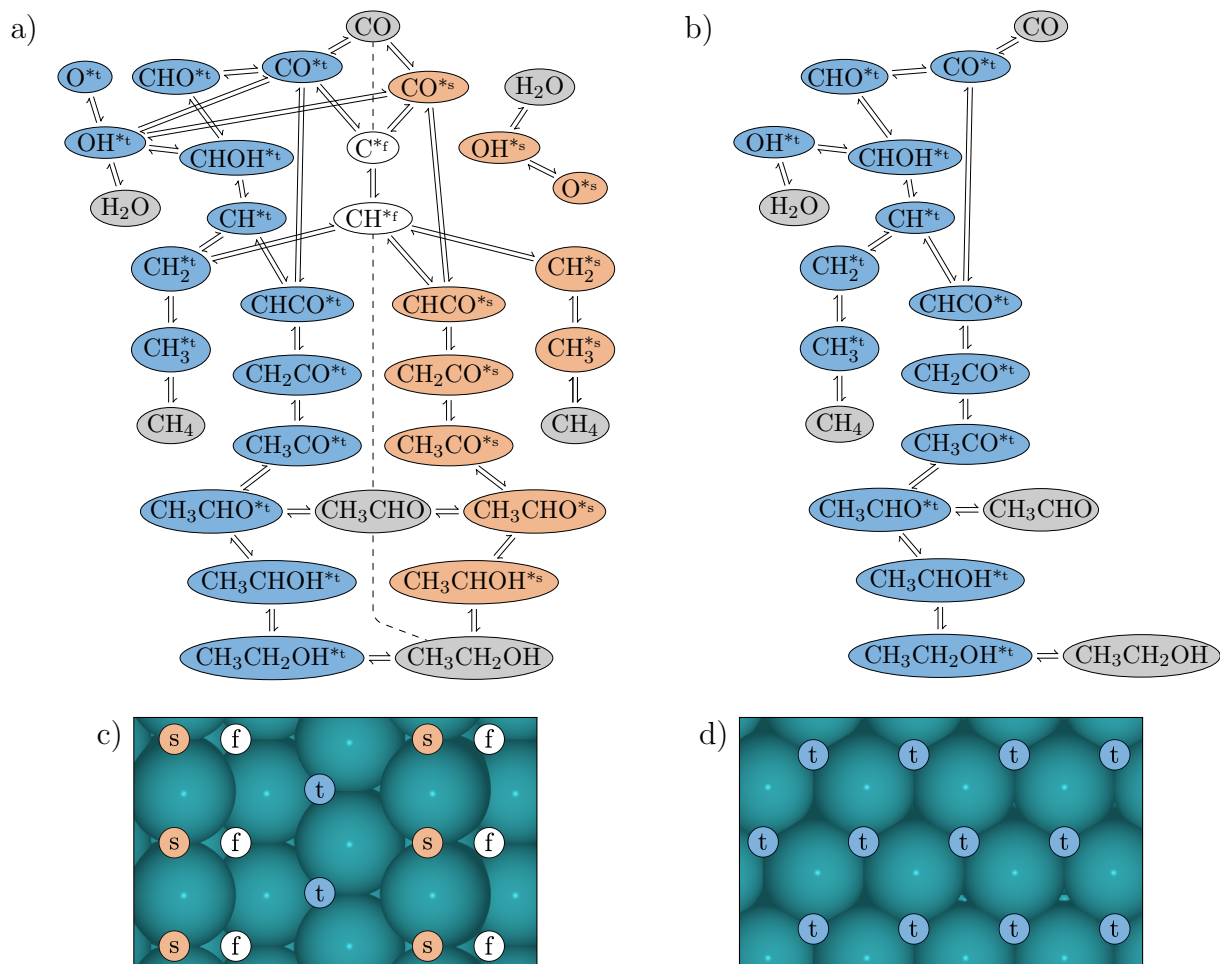 a)
CO
CHO*ᵗ
CO*ᵗ
O*ᵗ
CO*ˢ
H₂O
OH*ᵗ
CHOH*ᵗ
C*ᶠ
OH*ˢ
O*ˢ
H₂O
CH*ᵗ
CH*ᶠ
CH₂*ᵗ
CH₂*ˢ
CHCO*ᵗ
CHCO*ˢ
CH₃*ᵗ
CH₃*ˢ
CH₂CO*ᵗ
CH₂CO*ˢ
CH₄
CH₄
CH₃CO*ᵗ
CH₃CO*ˢ
CH₃CHO*ᵗ
CH₃CHO
CH₃CHO*ˢ
CH₃CHOH*ᵗ
CH₃CHOH*ˢ
CH₃CH₂OH*ᵗ
CH₃CH₂OH
b)
CO
CHO*ᵗ
CO*ᵗ
OH*ᵗ
CHOH*ᵗ
H₂O
CH*ᵗ
CH₂*ᵗ
CHCO*ᵗ
CH₃*ᵗ
CH₂CO*ᵗ
CH₄
CH₃CO*ᵗ
CH₃CHO*ᵗ
CH₃CHO
CH₃CHOH*ᵗ
CH₃CH₂OH*ᵗ
CH₃CH₂OH
c)
s f s f
t
s f s f
t
s f s f
d)
t t t t
t t t t
t t t t